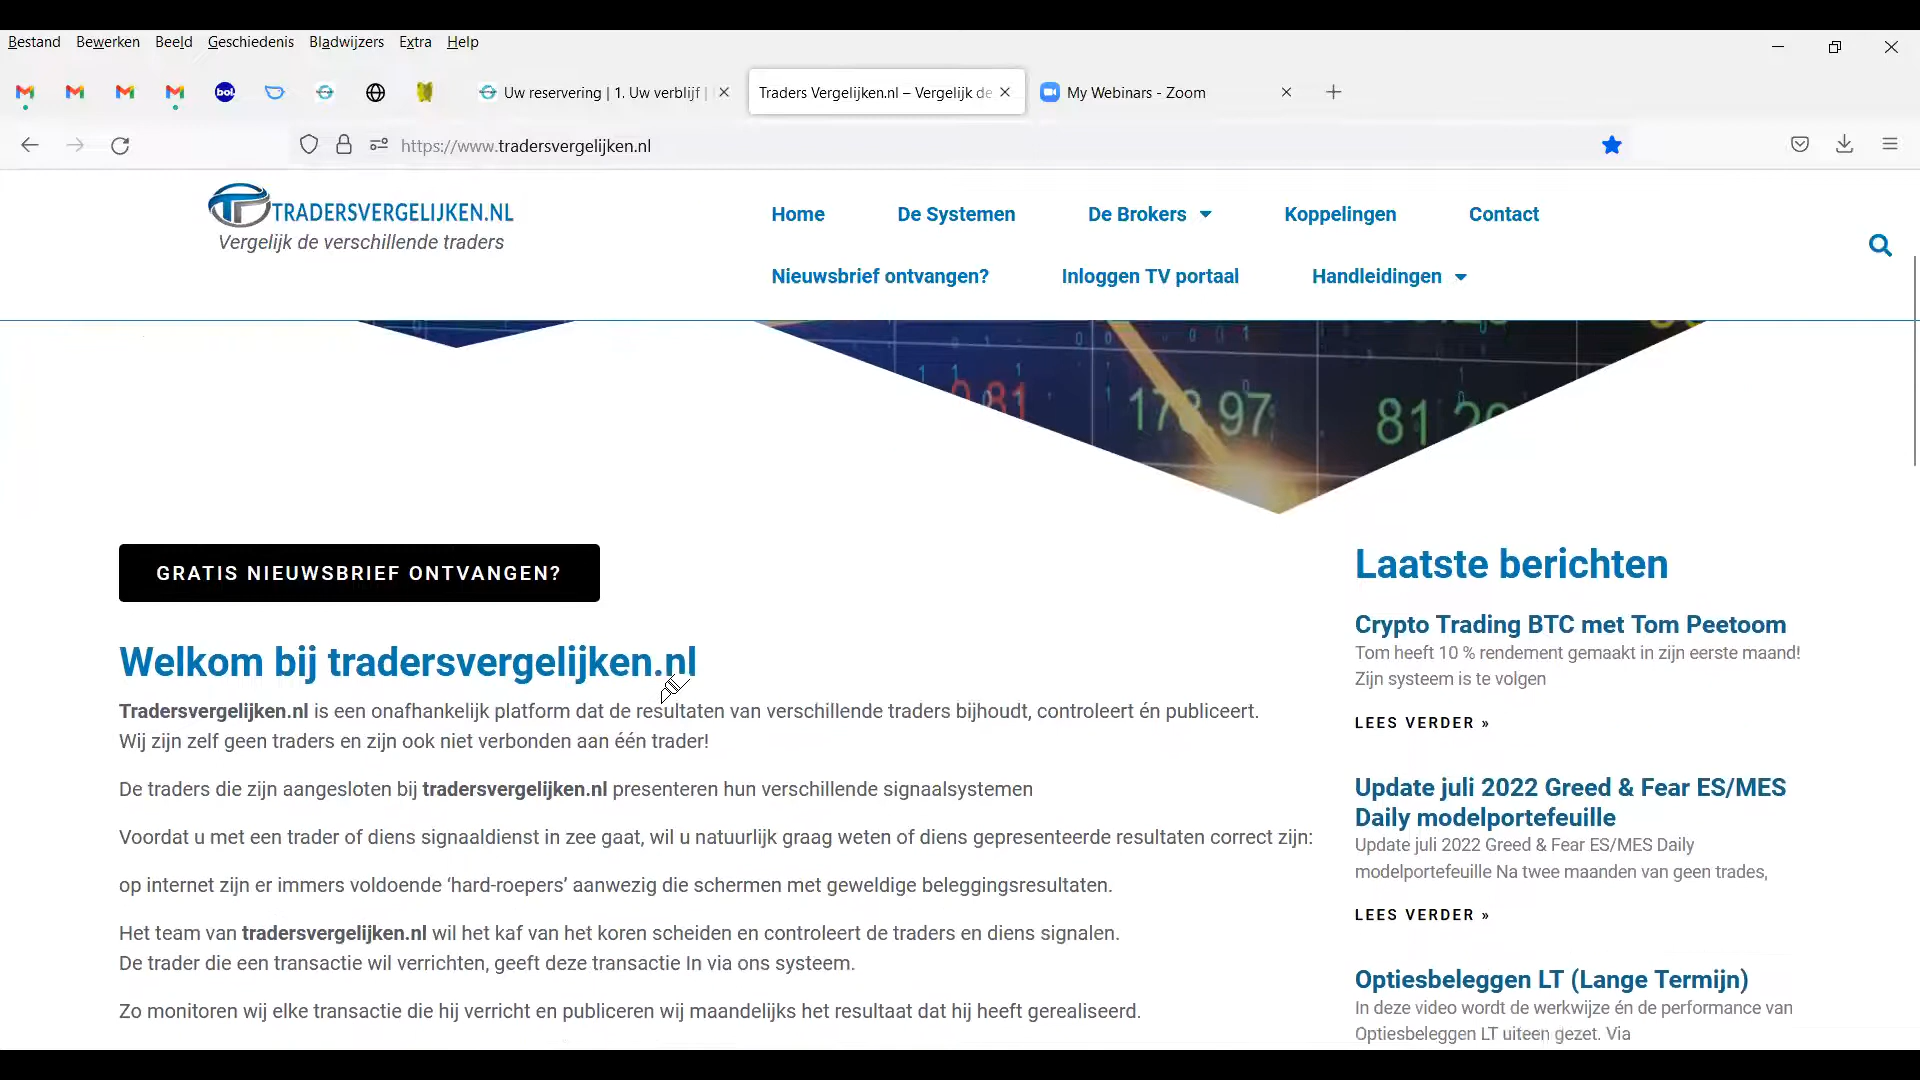 Bestand Bewerken Beeld Geschiedenis Bladwijzers Extra Help
bol. Uw reservering | 1. Uw verblijf | Traders Vergelijken.nl – Vergelijk de My Webinars - Zoom
https://www.tradersvergelijken.nl
TRADERSVERGELIJKEN.NL
Vergelijk de verschillende traders
Home De Systemen De Brokers Koppelingen Contact
Nieuwsbrief ontvangen? Inloggen TV portaal Handleidingen
GRATIS NIEUWSBRIEF ONTVANGEN?
Welkom bij tradersvergelijken.nl
Tradersvergelijken.nl is een onafhankelijk platform dat de resultaten van verschillende traders bijhoudt, controleert én publiceert.
Wij zijn zelf geen traders en zijn ook niet verbonden aan één trader!
De traders die zijn aangesloten bij tradersvergelijken.nl presenteren hun verschillende signaalsystemen
Voordat u met een trader of diens signaaldienst in zee gaat, wil u natuurlijk graag weten of diens gepresenteerde resultaten correct zijn:
op internet zijn er immers voldoende ‘hard-roepers’ aanwezig die schermen met geweldige beleggingsresultaten.
Het team van tradersvergelijken.nl wil het kaf van het koren scheiden en controleert de traders en diens signalen.
De trader die een transactie wil verrichten, geeft deze transactie In via ons systeem.
Zo monitoren wij elke transactie die hij verricht en publiceren wij maandelijks het resultaat dat hij heeft gerealiseerd.
Laatste berichten
Crypto Trading BTC met Tom Peetoom
Tom heeft 10 % rendement gemaakt in zijn eerste maand!
Zijn systeem is te volgen
LEES VERDER »
Update juli 2022 Greed & Fear ES/MES
Daily modelportefeuille
Update juli 2022 Greed & Fear ES/MES Daily
modelportefeuille Na twee maanden van geen trades,
LEES VERDER »
Optiesbeleggen LT (Lange Termijn)
In deze video wordt de werkwijze én de performance van
Optiesbeleggen LT uiteen gezet. Via